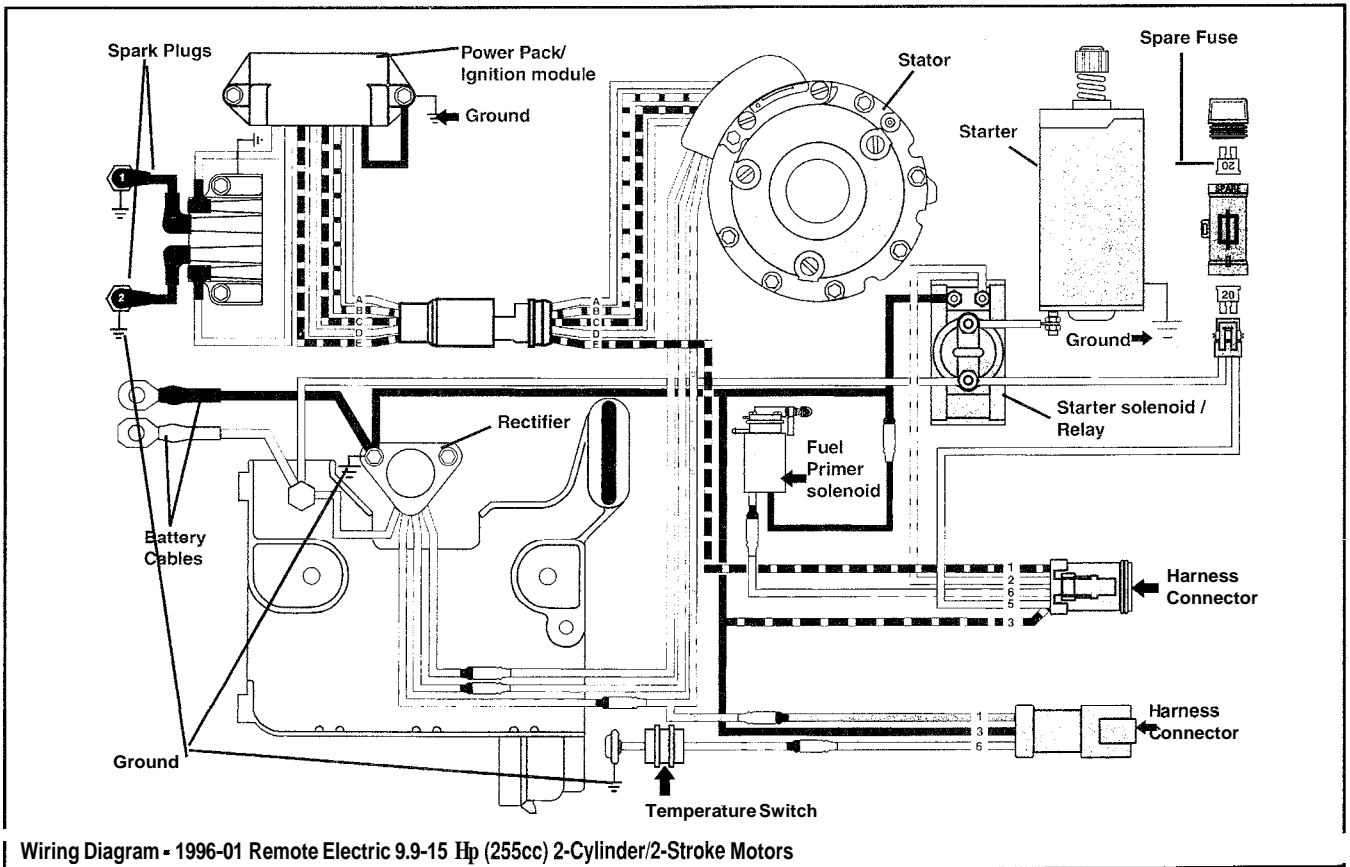 Spark Plugs
Power Pack/
Ignition module
Ground
Stator
Starter
Spare Fuse
20
SPARE
20
1
2
A
B
C
D
E
A
B
C
D
E
Ground
Starter solenoid /
Relay
Rectifier
Fuel
Primer
solenoid
Battery
Cables
1
2
6
5
3
Harness
Connector
1
3
6
Harness
Connector
Ground
Temperature Switch
Wiring Diagram - 1996-01 Remote Electric 9.9-15 Hp (255cc) 2-Cylinder/2-Stroke Motors